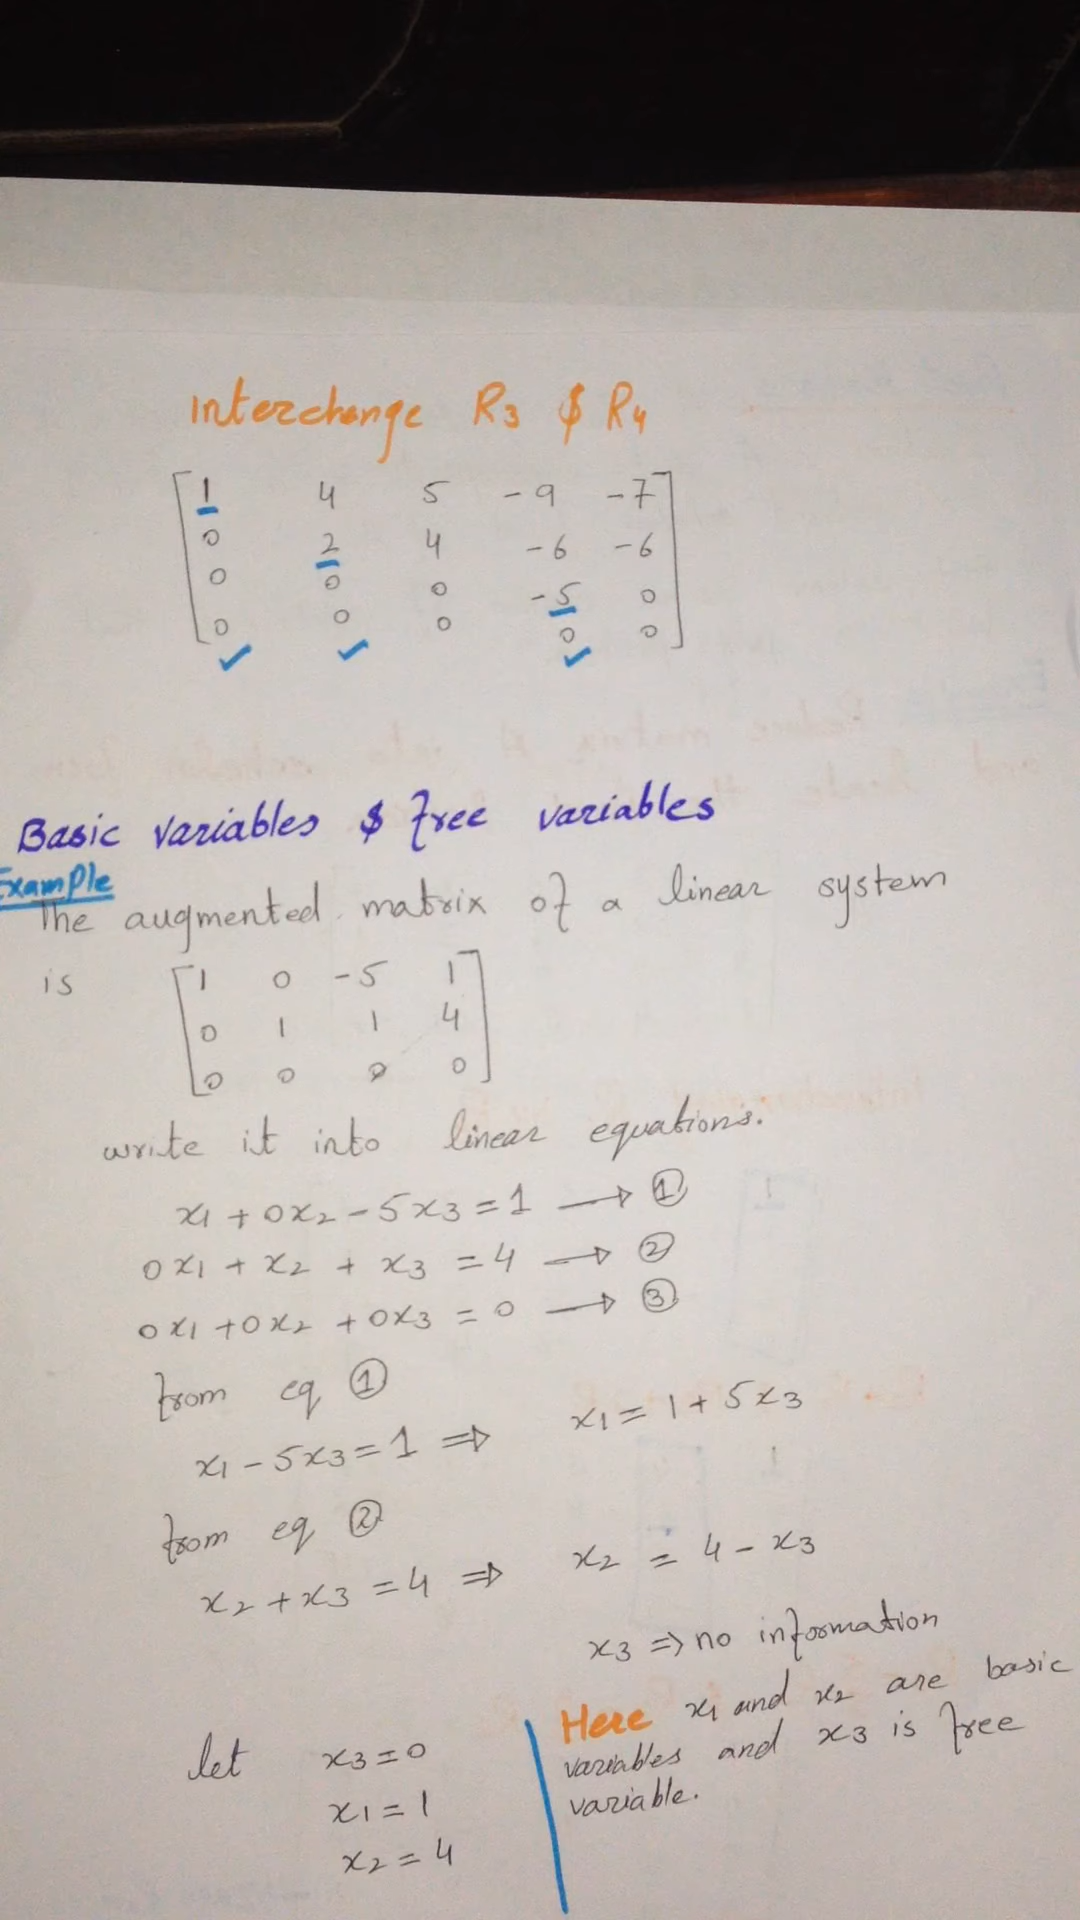 Interchange R3 & R4
1 4 5 -9 -7
0 2 4 -6 -6
0 0 0 -5 0
0 0 0 0 0
Basic variables & free variables
Example
The augmented matrix of a linear system
is
1 0 -5 1
0 1 1 4
0 0 0 0
write it into linear equations.
x1 + 0x2 - 5x3 = 1 → ①
0x1 + x2 + x3 = 4 → ②
0x1 + 0x2 + 0x3 = 0 → ③
from eq ①
x1 - 5x3 = 1 ⇒ x1 = 1 + 5x3
from eq ②
x2 + x3 = 4 ⇒ x2 = 4 - x3
x3 ⇒ no information
Here x1 and x2 are basic
variables and x3 is free
variable.
let x3 = 0
x1 = 1
x2 = 4